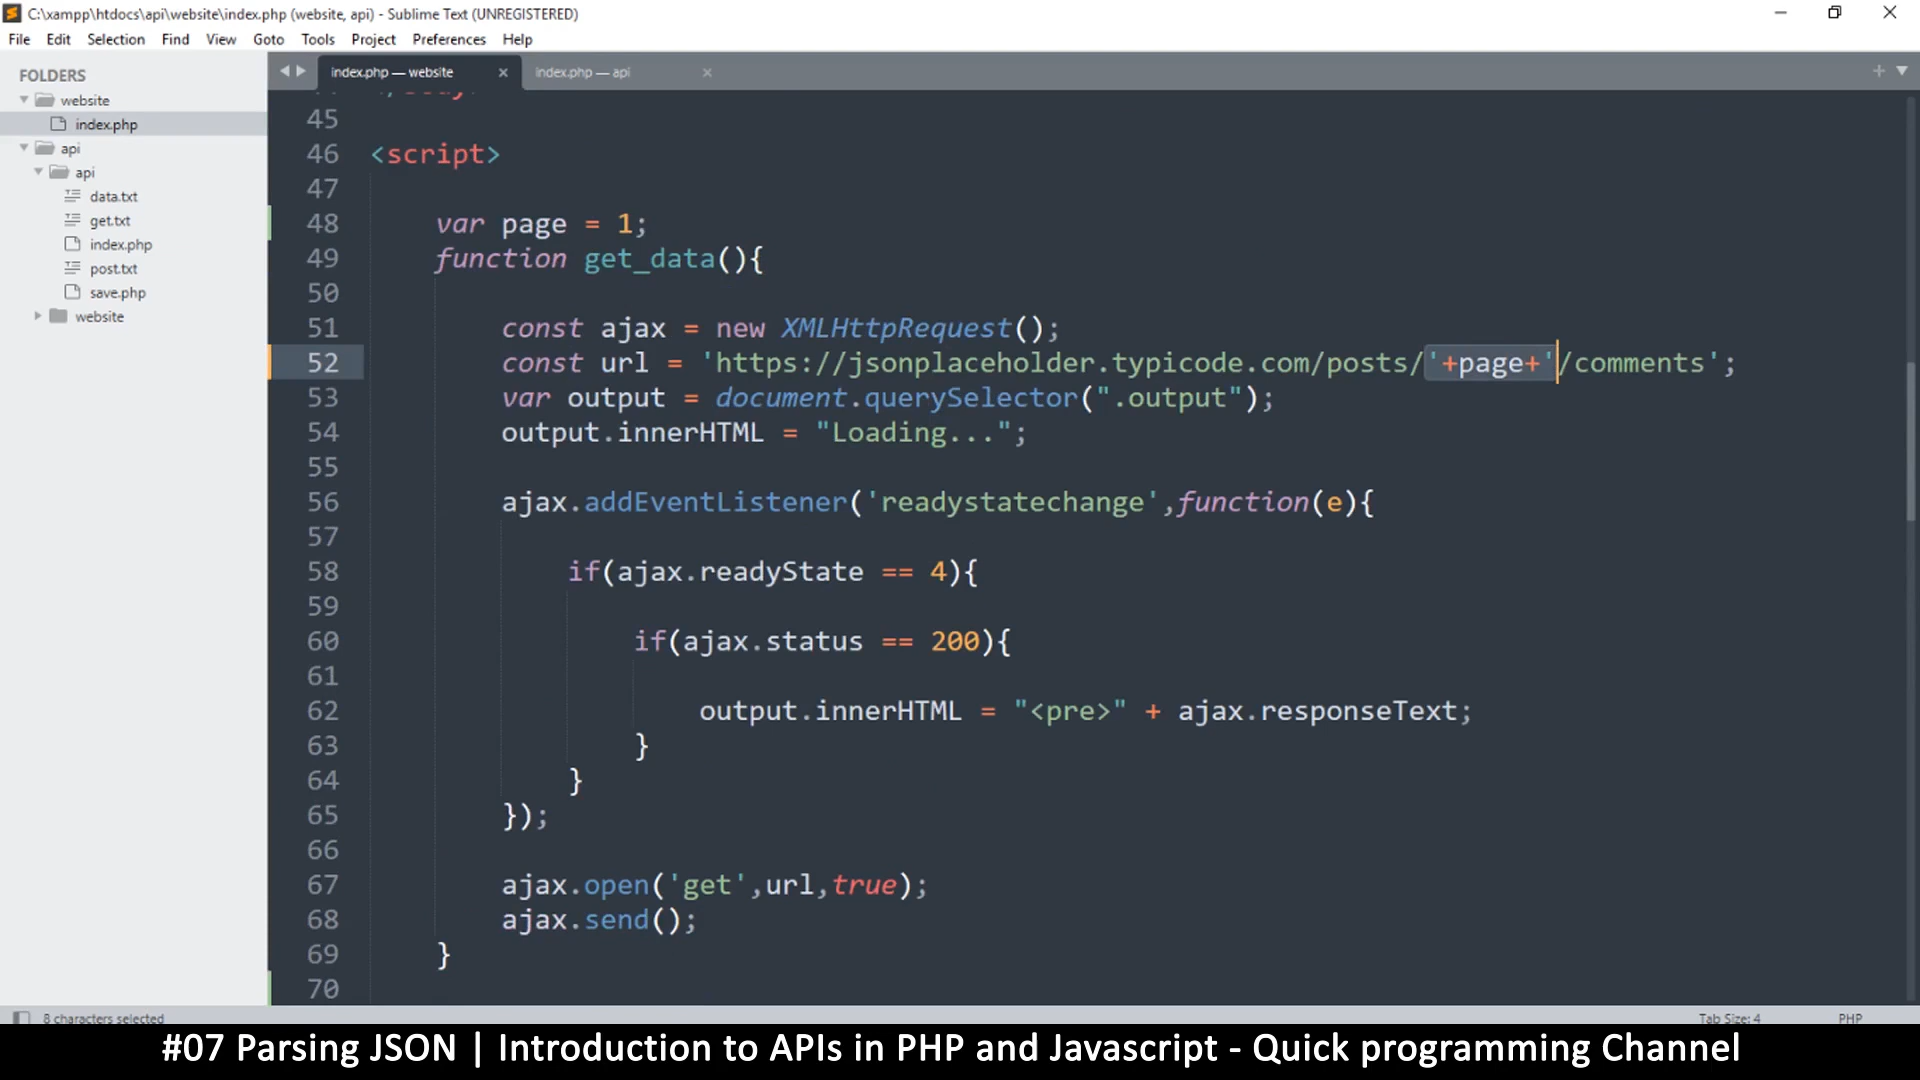 C:\xampp\htdocs\api\website\index.php (website, api) - Sublime Text (UNREGISTERED)
File Edit Selection Find View Goto Tools Project Preferences Help
FOLDERS
website
index.php
api
api
data.txt
get.txt
index.php
post.txt
save.php
website
index.php — website
index.php — api
45
46 <script>
47
48 var page = 1;
49 function get_data(){
50
51 const ajax = new XMLHttpRequest();
52 const url = 'https://jsonplaceholder.typicode.com/posts/'+page+'/comments';
53 var output = document.querySelector(".output");
54 output.innerHTML = "Loading...";
55
56 ajax.addEventListener('readystatechange',function(e){
57
58 if(ajax.readyState == 4){
59
60 if(ajax.status == 200){
61
62 output.innerHTML = "<pre>" + ajax.responseText;
63 }
64 }
65 });
66
67 ajax.open('get',url,true);
68 ajax.send();
69 }
70
8 characters selected
Tab Size: 4
PHP
#07 Parsing JSON | Introduction to APIs in PHP and Javascript - Quick programming Channel